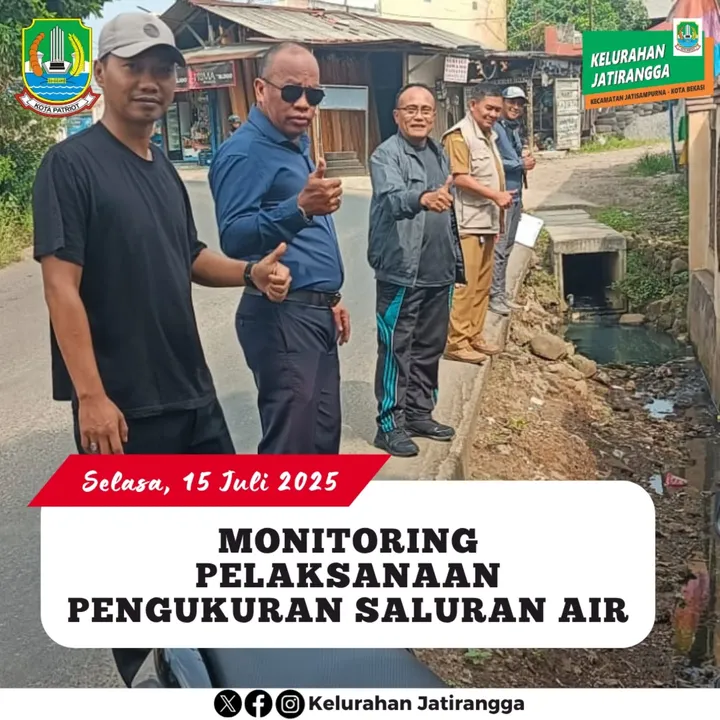 KOTA PATRIOT
KELURAHAN
JATIRANGGA
KECAMATAN JATISAMPURNA - KOTA BEKASI
Selasa, 15 Juli 2025
MONITORING
PELAKSANAAN
PENGUKURAN SALURAN AIR
Kelurahan Jatirangga